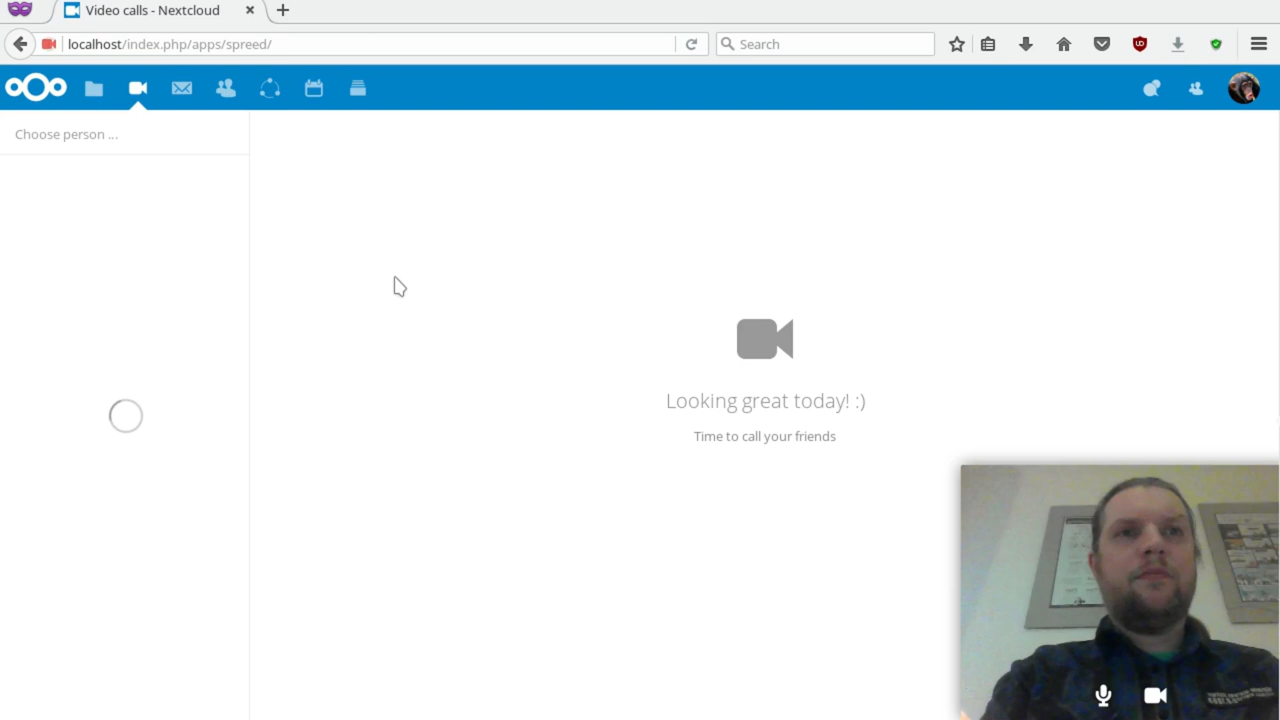 Video calls - Nextcloud
localhost/index.php/apps/spreed/
Search
Choose person ...
Looking great today! :)
Time to call your friends